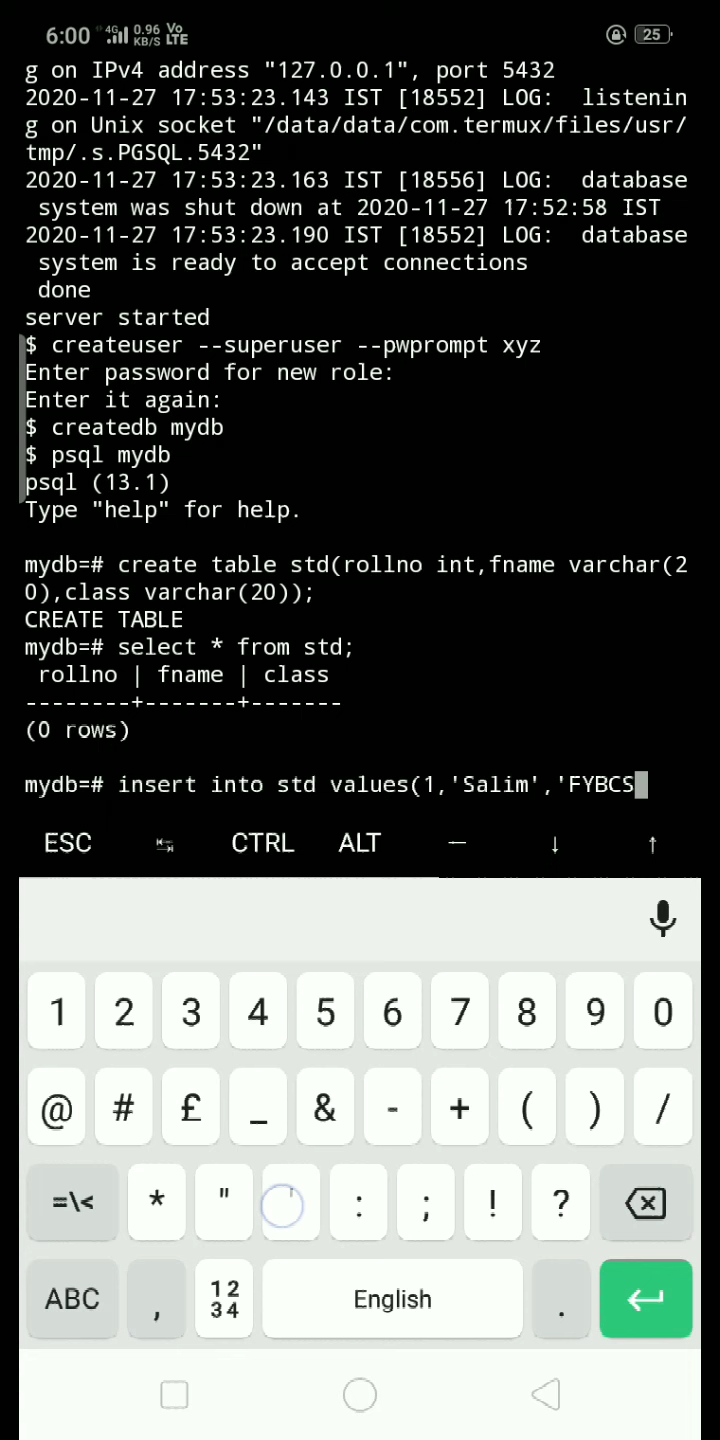 6:00 4G 0.96 KB/S Vo LTE 25
g on IPv4 address "127.0.0.1", port 5432
2020-11-27 17:53:23.143 IST [18552] LOG:  listenin
g on Unix socket "/data/data/com.termux/files/usr/
tmp/.s.PGSQL.5432"
2020-11-27 17:53:23.163 IST [18556] LOG:  database
 system was shut down at 2020-11-27 17:52:58 IST
2020-11-27 17:53:23.190 IST [18552] LOG:  database
 system is ready to accept connections
 done
server started
$ createuser --superuser --pwprompt xyz
Enter password for new role:
Enter it again:
$ createdb mydb
$ psql mydb
psql (13.1)
Type "help" for help.
mydb=# create table std(rollno int,fname varchar(2
0),class varchar(20));
CREATE TABLE
mydb=# select * from std;
 rollno | fname | class
--------+-------+-------
(0 rows)
mydb=# insert into std values(1,'Salim','FYBCS
ESC ↹ CTRL ALT — ↓ ↑
1 2 3 4 5 6 7 8 9 0
@ # £ _ & - + ( ) /
=\< * " ' : ; ! ?
ABC , 12 34 English .